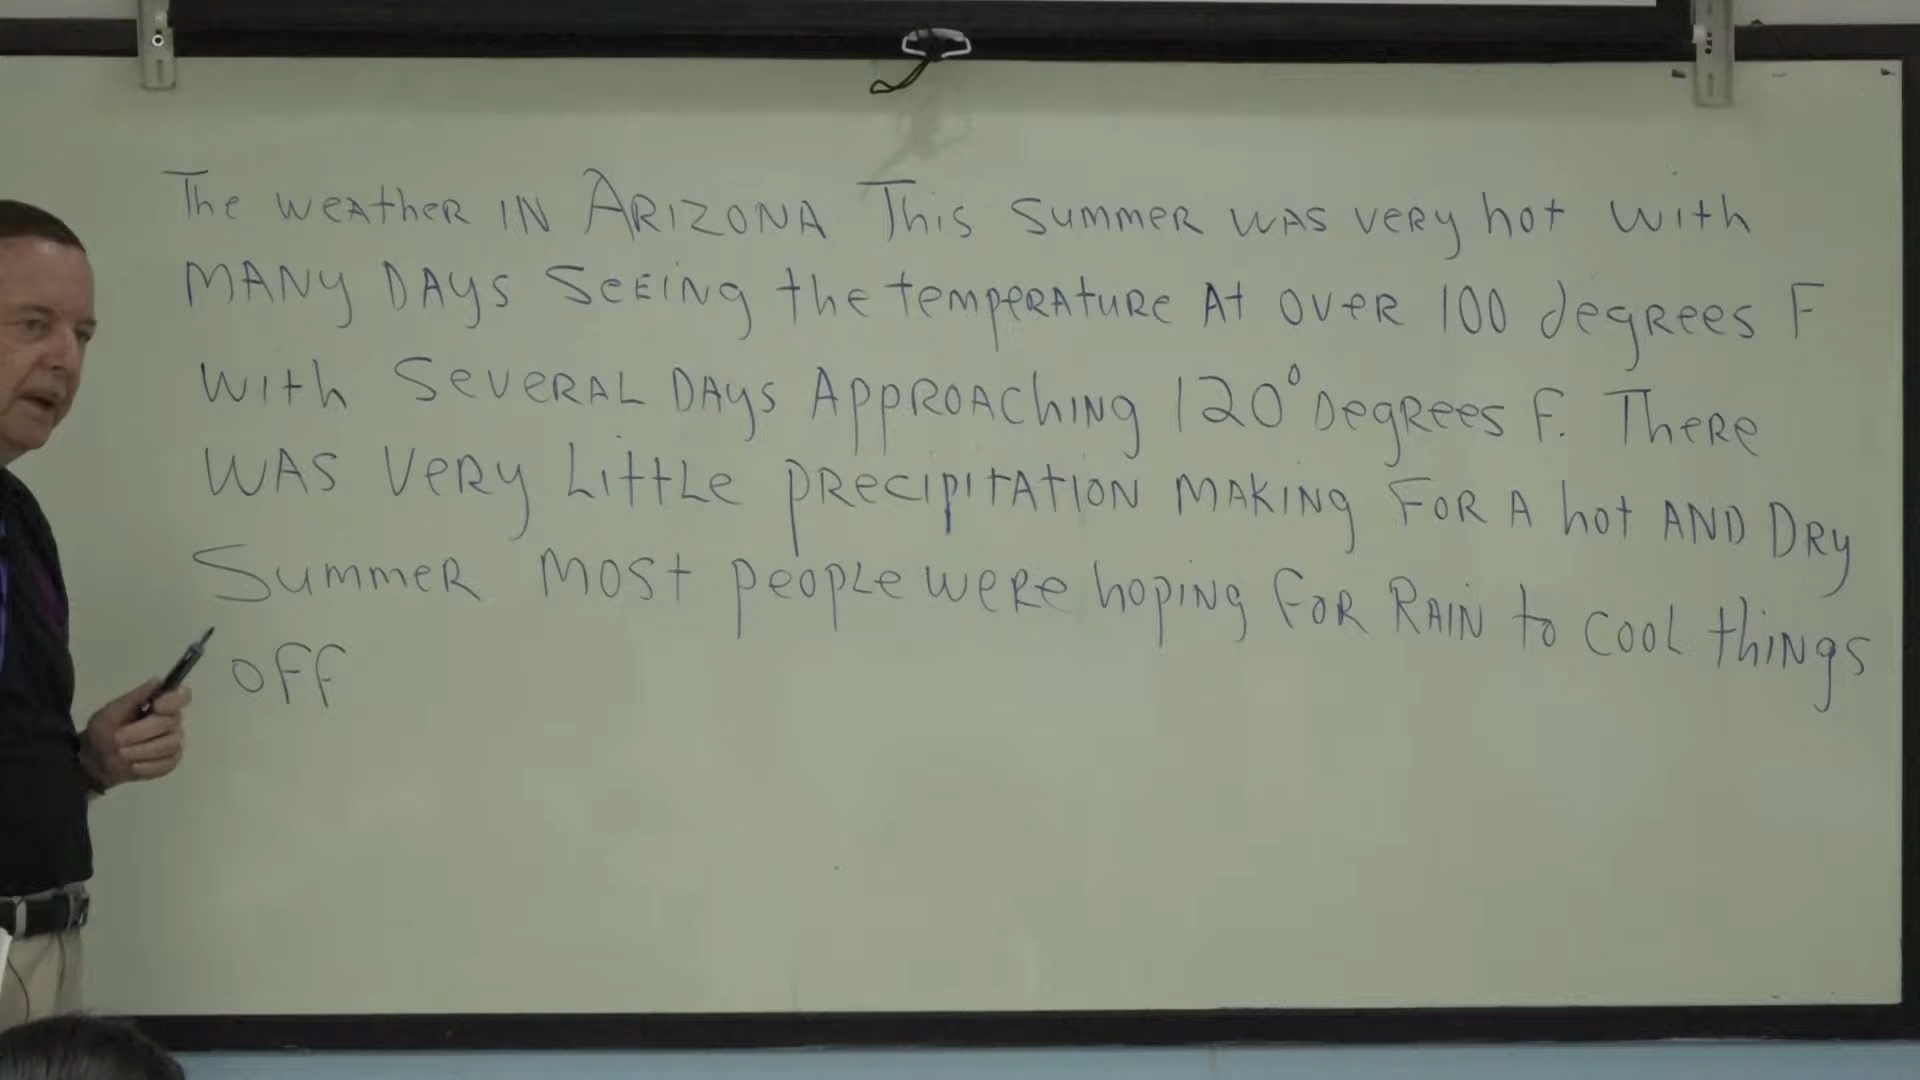 The weather in Arizona This summer was very hot with
many days seeing the temperature at over 100 degrees F
with several days approaching 120° Degrees F. There
was very little precipitation making for a hot and dry
Summer most people were hoping for rain to cool things
off